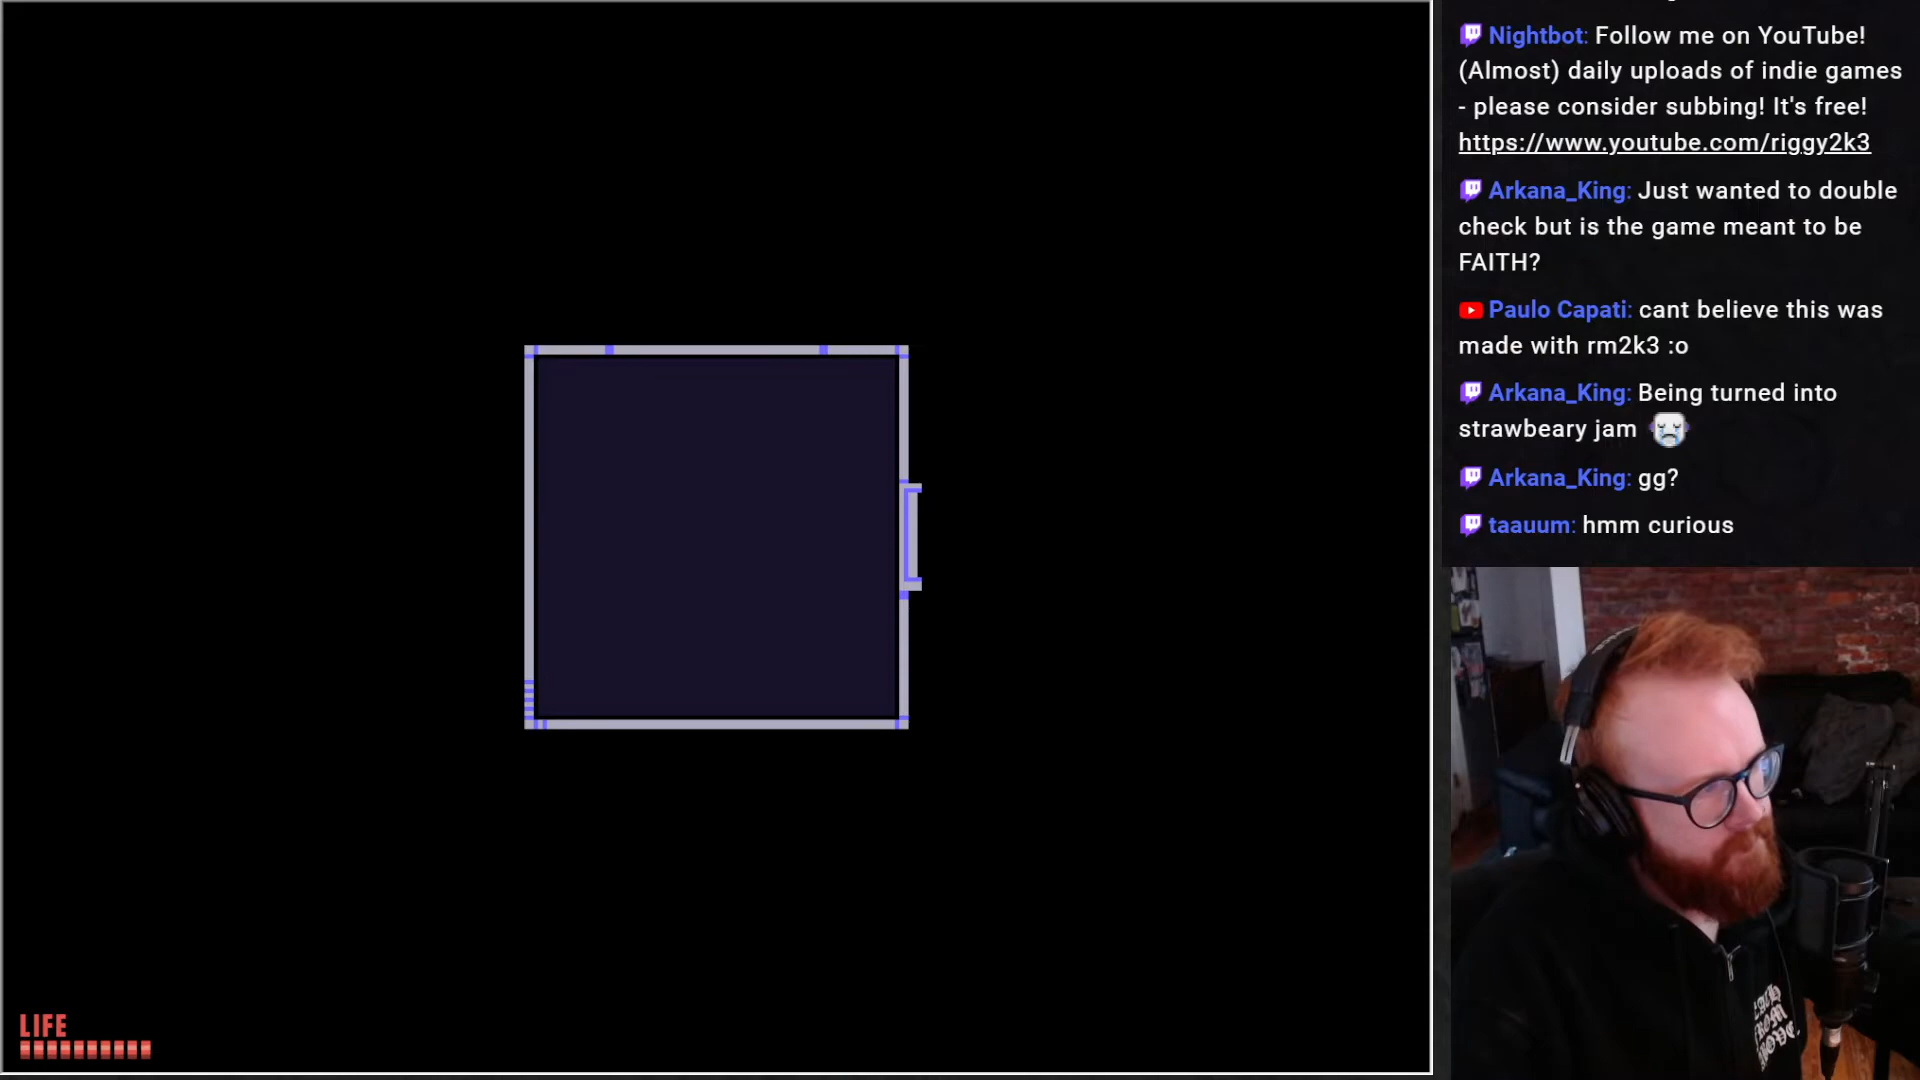 Nightbot: Follow me on YouTube!
(Almost) daily uploads of indie games
- please consider subbing! It's free!
https://www.youtube.com/riggy2k3
Arkana_King: Just wanted to double
check but is the game meant to be
FAITH?
Paulo Capati: cant believe this was
made with rm2k3 :o
Arkana_King: Being turned into
strawbeary jam
Arkana_King: gg?
taauum: hmm curious
LIFE